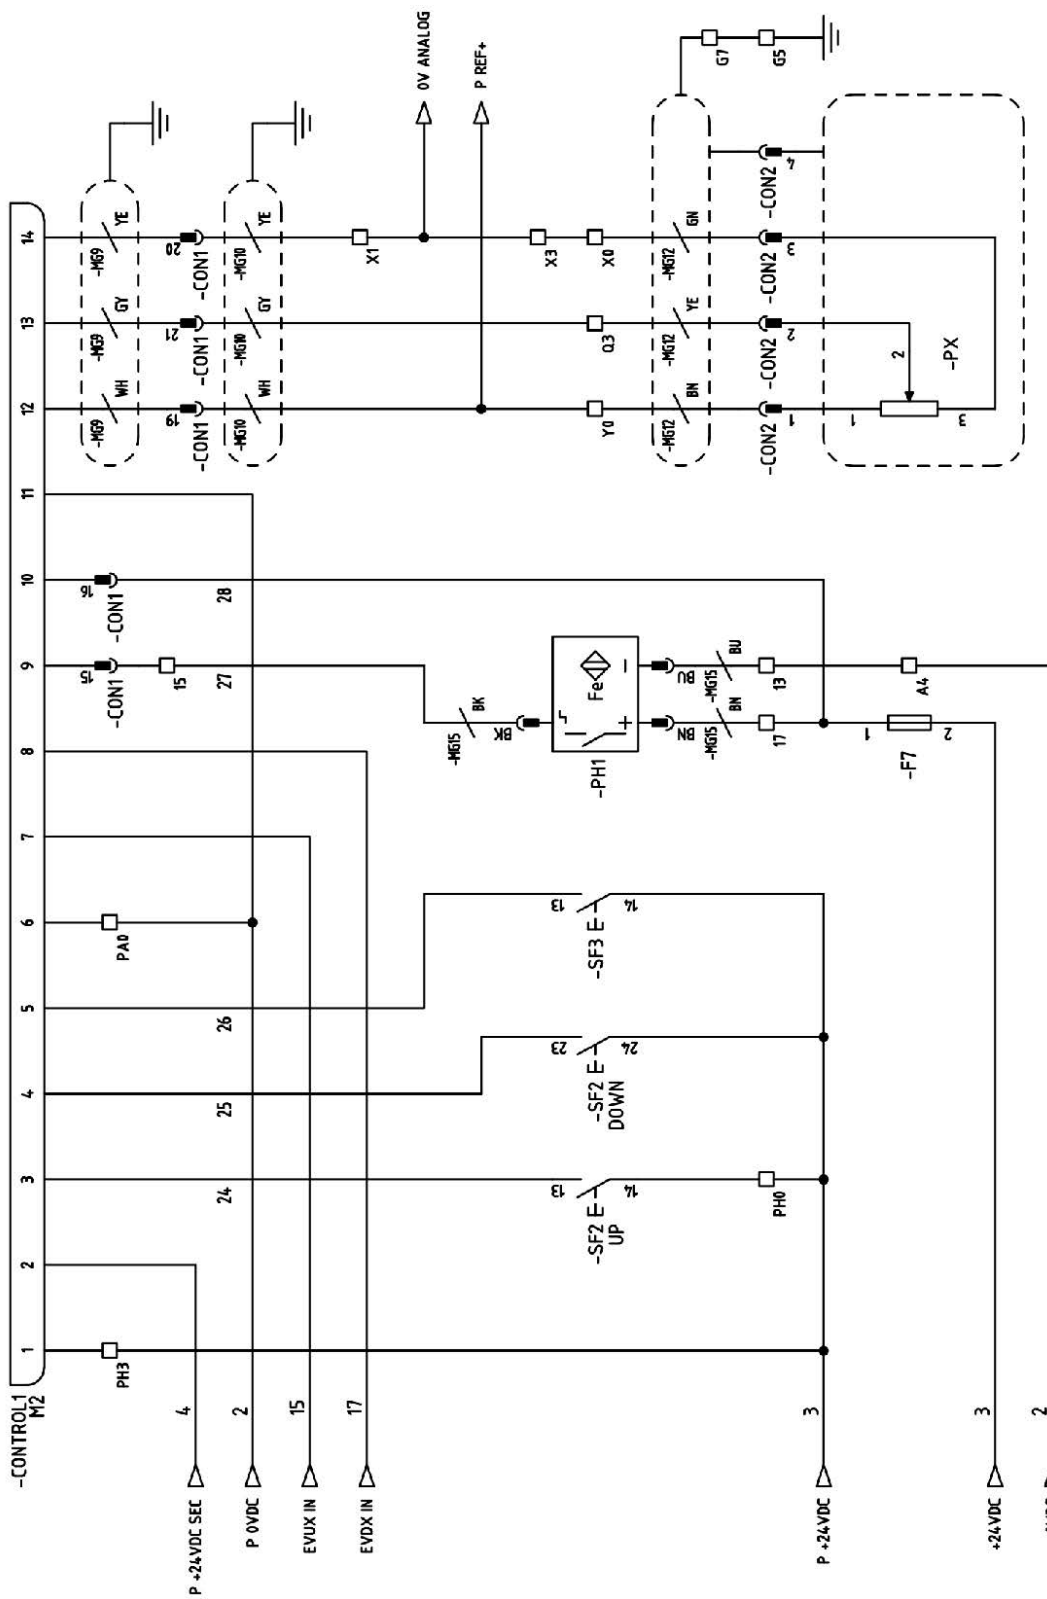 -CONTROL1
M2
1
2
3
4
5
6
7
8
9
10
11
12
13
14
PH3
PA0
15
-CON1
16
-CON1
-MG9
WH
-MG9
GY
-MG9
YE
19
-CON1
21
-CON1
20
-CON1
-MG10
WH
-MG10
GY
-MG10
YE
15
24
25
26
27
28
P +24VDC SEC
4
P 0VDC
2
EVUX IN
15
EVDX IN
17
X1
0V ANALOG
P REF+
-MG15
BK
BK
13
14
-SF2
UP
23
24
-SF2
DOWN
13
14
-SF3
-PH1
Fe
+
-
X3
X0
Q3
Y0
BN
BU
-MG15
BN
-MG15
BU
17
13
-MG12
BN
-MG12
YE
-MG12
GN
G7
G5
PH0
1
-CON2
2
-CON2
3
-CON2
4
-CON2
P +24VDC
3
1
2
-F7
A4
1
2
3
-PX
+24VDC
3
2